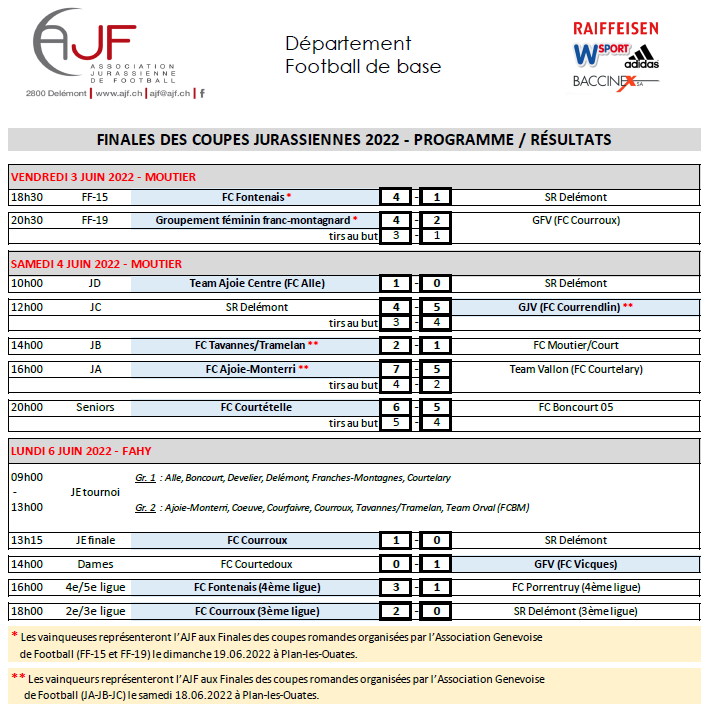 AJF
ASSOCIATION
JURASSIENNE
DE FOOTBALL
2800 Delémont | www.ajf.ch | ajf@ajf.ch | f
Département
Football de base
RAIFFEISEN
W SPORT adidas
BACCINEX SA
FINALES DES COUPES JURASSIENNES 2022 - PROGRAMME / RÉSULTATS
VENDREDI 3 JUIN 2022 - MOUTIER
18h30 FF-15 FC Fontenais * 4 - 1 SR Delémont
20h30 FF-19 Groupement féminin franc-montagnard * 4 - 2 GFV (FC Courroux)
tirs au but 3 - 1
SAMEDI 4 JUIN 2022 - MOUTIER
10h00 JD Team Ajoie Centre (FC Alle) 1 - 0 SR Delémont
12h00 JC SR Delémont 4 - 5 GJV (FC Courrendlin) **
tirs au but 3 - 4
14h00 JB FC Tavannes/Tramelan ** 2 - 1 FC Moutier/Court
16h00 JA FC Ajoie-Monterri ** 7 - 5 Team Vallon (FC Courtelary)
tirs au but 4 - 2
20h00 Seniors FC Courtételle 6 - 5 FC Boncourt 05
tirs au but 5 - 4
LUNDI 6 JUIN 2022 - FAHY
09h00 - 13h00 JE tournoi
Gr. 1 : Alle, Boncourt, Develier, Delémont, Franches-Montagnes, Courtelary
Gr. 2 : Ajoie-Monterri, Coeuve, Courfaivre, Courroux, Tavannes/Tramelan, Team Orval (FCBM)
13h15 JE finale FC Courroux 1 - 0 SR Delémont
14h00 Dames FC Courtedoux 0 - 1 GFV (FC Vicques)
16h00 4e/5e ligue FC Fontenais (4ème ligue) 3 - 1 FC Porrentruy (4ème ligue)
18h00 2e/3e ligue FC Courroux (3ème ligue) 2 - 0 SR Delémont (3ème ligue)
* Les vainqueuses représenteront l'AJF aux Finales des coupes romandes organisées par l'Association Genevoise
de Football (FF-15 et FF-19) le dimanche 19.06.2022 à Plan-les-Ouates.
** Les vainqueurs représenteront l'AJF aux Finales des coupes romandes organisées par l'Association Genevoise
de Football (JA-JB-JC) le samedi 18.06.2022 à Plan-les-Ouates.